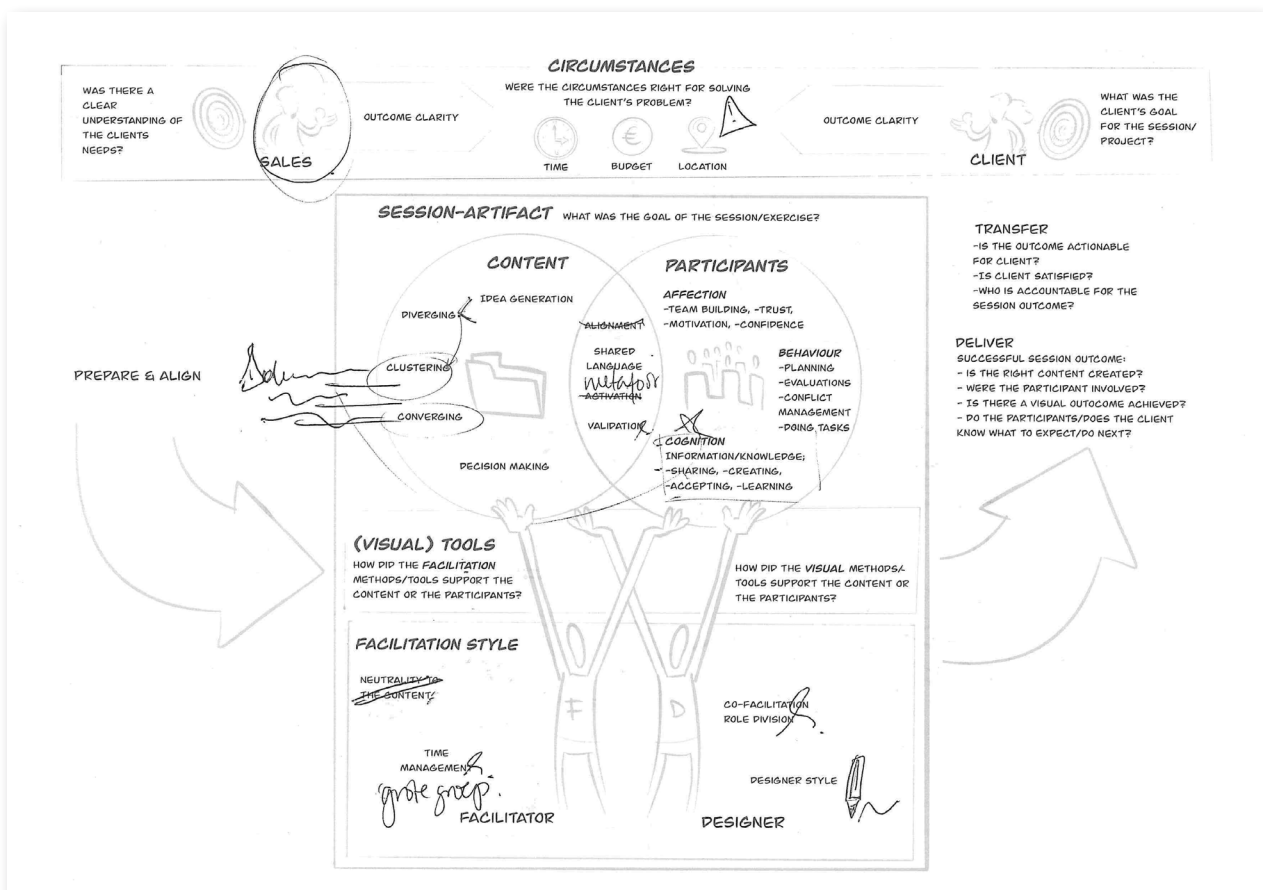 CIRCUMSTANCES
WERE THE CIRCUMSTANCES RIGHT FOR SOLVING
THE CLIENT'S PROBLEM?
WAS THERE A
CLEAR
UNDERSTANDING OF
THE CLIENTS
NEEDS?
SALES
OUTCOME CLARITY
TIME
€
BUDGET
LOCATION
OUTCOME CLARITY
CLIENT
WHAT WAS THE
CLIENT'S GOAL
FOR THE SESSION/
PROJECT?
SESSION-ARTIFACT WHAT WAS THE GOAL OF THE SESSION/EXERCISE?
CONTENT
IDEA GENERATION
DIVERGING
CLUSTERING
CONVERGING
DECISION MAKING
ALIGNMENT
SHARED
LANGUAGE
metafoor
ACTIVATION
VALIDATION
PARTICIPANTS
AFFECTION
-TEAM BUILDING, -TRUST,
-MOTIVATION, -CONFIDENCE
BEHAVIOUR
-PLANNING
-EVALUATIONS
-CONFLICT
MANAGEMENT
-DOING TASKS
COGNITION
INFORMATION/KNOWLEDGE;
-SHARING, -CREATING,
-ACCEPTING, -LEARNING
PREPARE & ALIGN
TRANSFER
-IS THE OUTCOME ACTIONABLE
FOR CLIENT?
-IS CLIENT SATISFIED?
-WHO IS ACCOUNTABLE FOR THE
SESSION OUTCOME?
DELIVER
SUCCESSFUL SESSION OUTCOME:
- IS THE RIGHT CONTENT CREATED?
- WERE THE PARTICIPANT INVOLVED?
- IS THERE A VISUAL OUTOCOME ACHIEVED?
- DO THE PARTICIPANTS/DOES THE CLIENT
KNOW WHAT TO EXPECT/DO NEXT?
(VISUAL) TOOLS
HOW DID THE FACILITATION
METHODS/TOOLS SUPPORT THE
CONTENT OR THE PARTICIPANTS?
HOW DID THE VISUAL METHODS/
TOOLS SUPPORT THE CONTENT OR
THE PARTICIPANTS?
FACILITATION STYLE
NEUTRALITY TO
THE CONTENT
F
D
TIME
MANAGEMENT
grote groep.
FACILITATOR
CO-FACILITATION
ROLE DIVISION
DESIGNER STYLE
DESIGNER